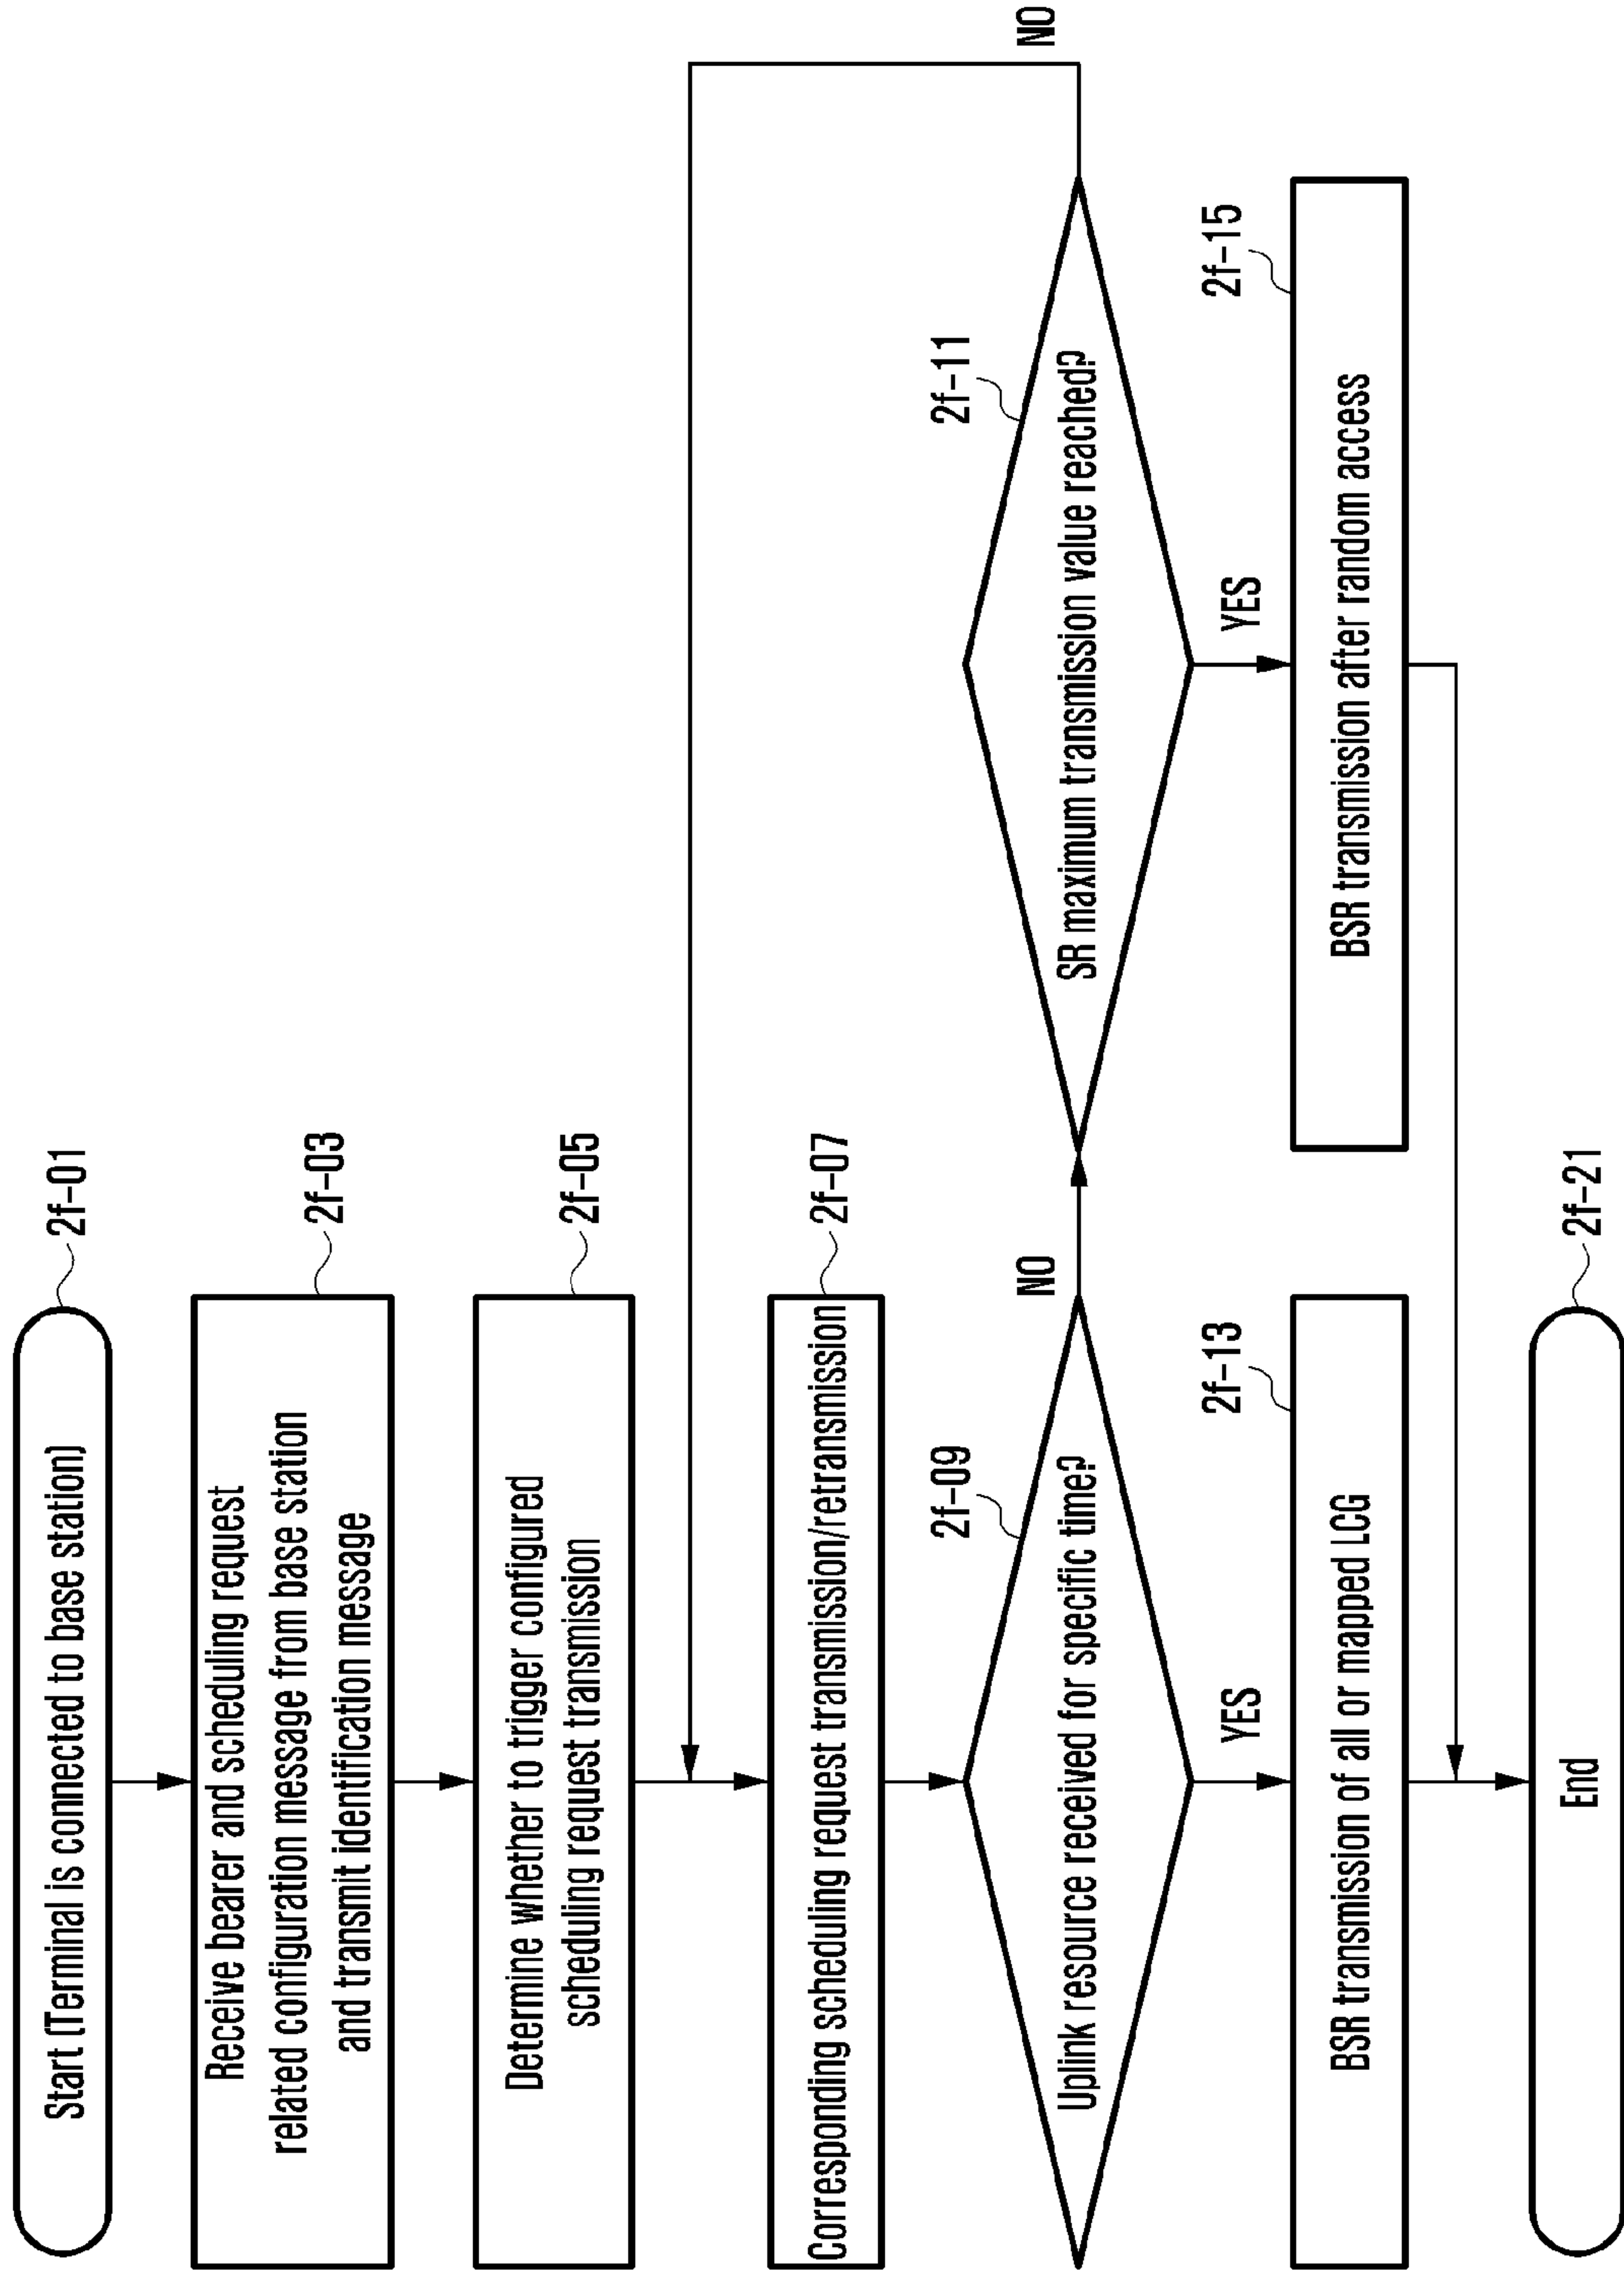 Start (Terminal is connected to base station)
2f-01
Receive bearer and scheduling request
related configuration message from base station
and transmit identification message
2f-03
Determine whether to trigger configured
scheduling request transmission
2f-05
Corresponding scheduling request transmission/retransmission
2f-07
Uplink resource received for specific time?
2f-09
NO
SR maximum transmission value reached?
2f-11
NO
YES
YES
BSR transmission of all or mapped LCG
2f-13
BSR transmission after random access
2f-15
End
2f-21